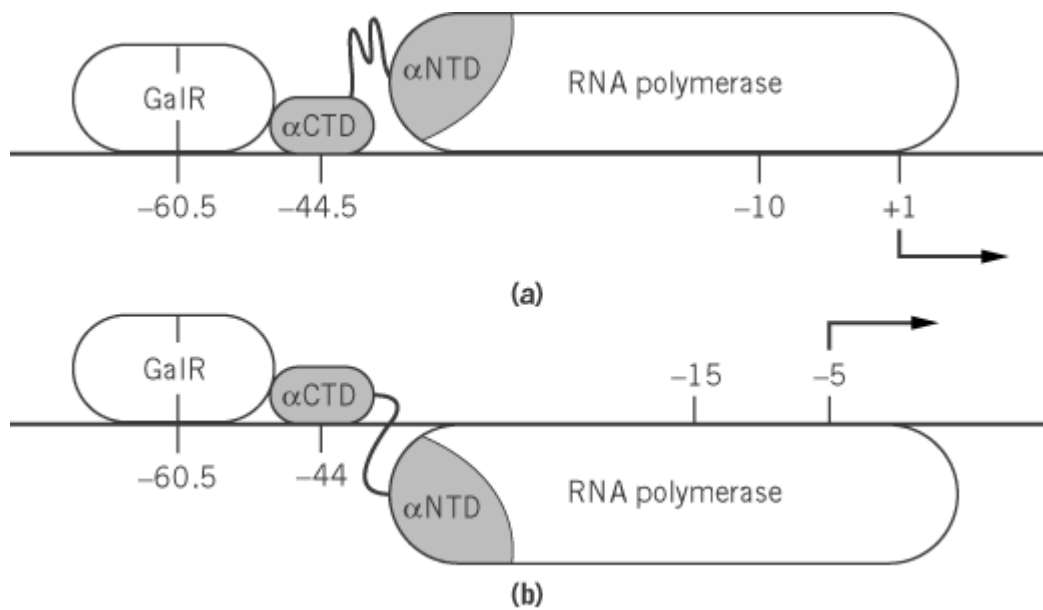 αNTD
RNA polymerase
GalR
αCTD
−60.5
−44.5
−10
+1
(a)
GalR
αCTD
−15
−5
−60.5
−44
αNTD
RNA polymerase
(b)